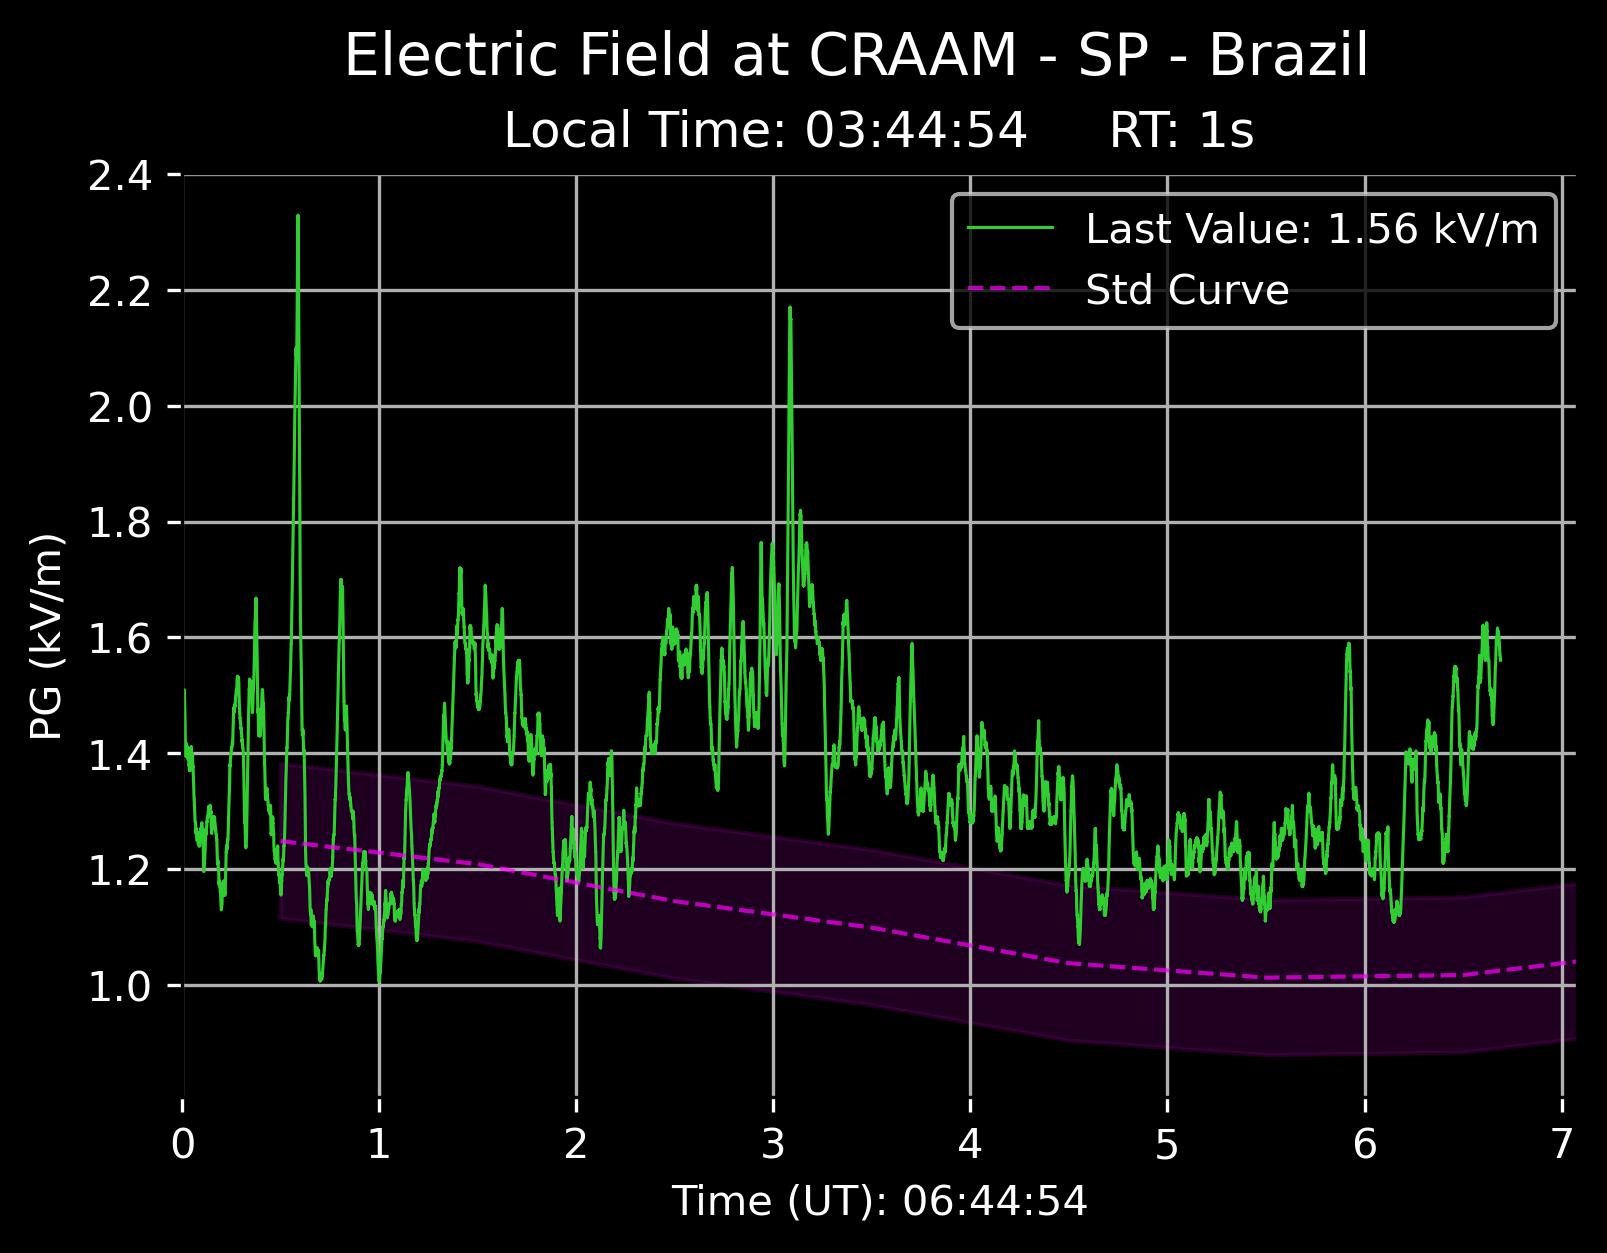 Electric Field at CRAAM - SP - Brazil
Local Time: 03:44:54 RT: 1s
Last Value: 1.56 kV/m
Std Curve
PG (kV/m)
2.4
2.2
2.0
1.8
1.6
1.4
1.2
1.0
0 1 2 3 4 5 6 7
Time (UT): 06:44:54